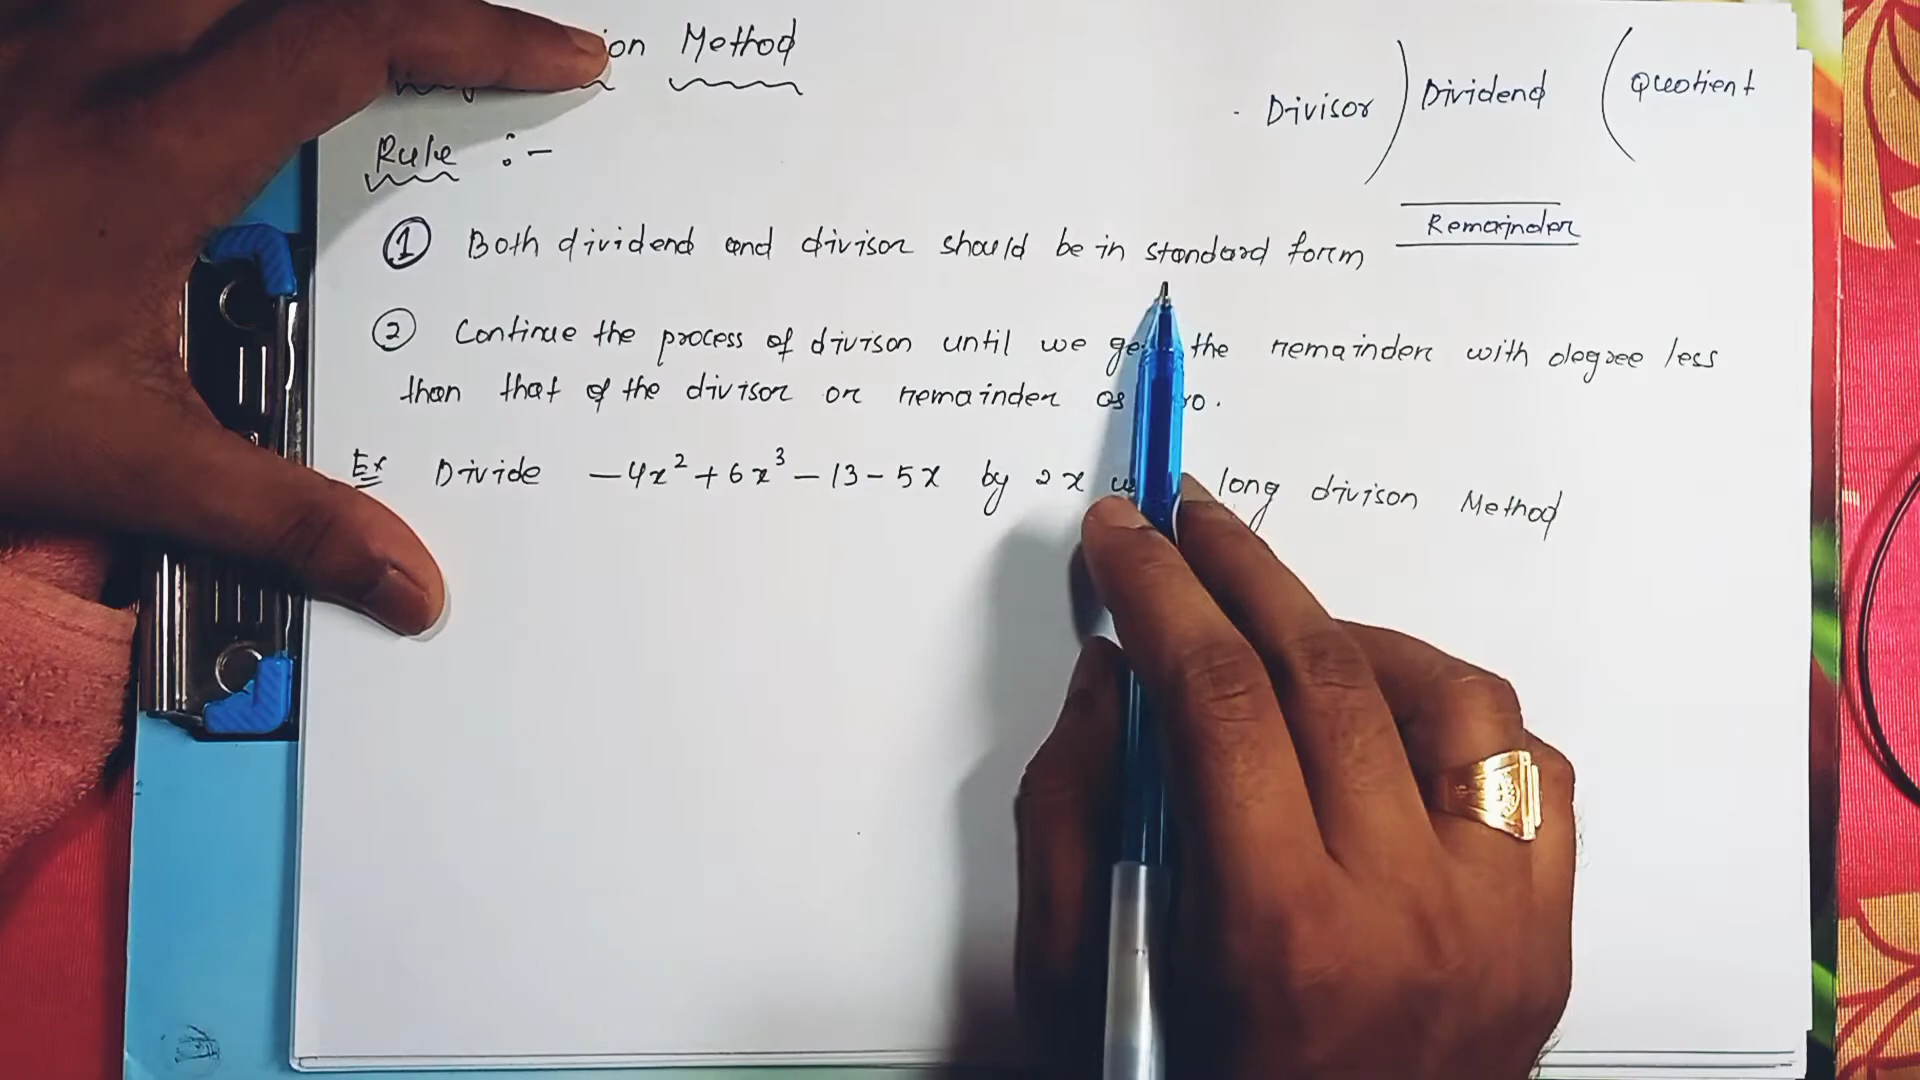 Method
Divisor ) Dividend ( Quotient
Rule :-
Remainder
① Both dividend and divisor should be in standard form
② Continue the process of divison until we the remainder with degree less
than that of the divisor or remainder as
Ex Divide -4x² + 6x³ - 13 - 5x by 2x long divison Method